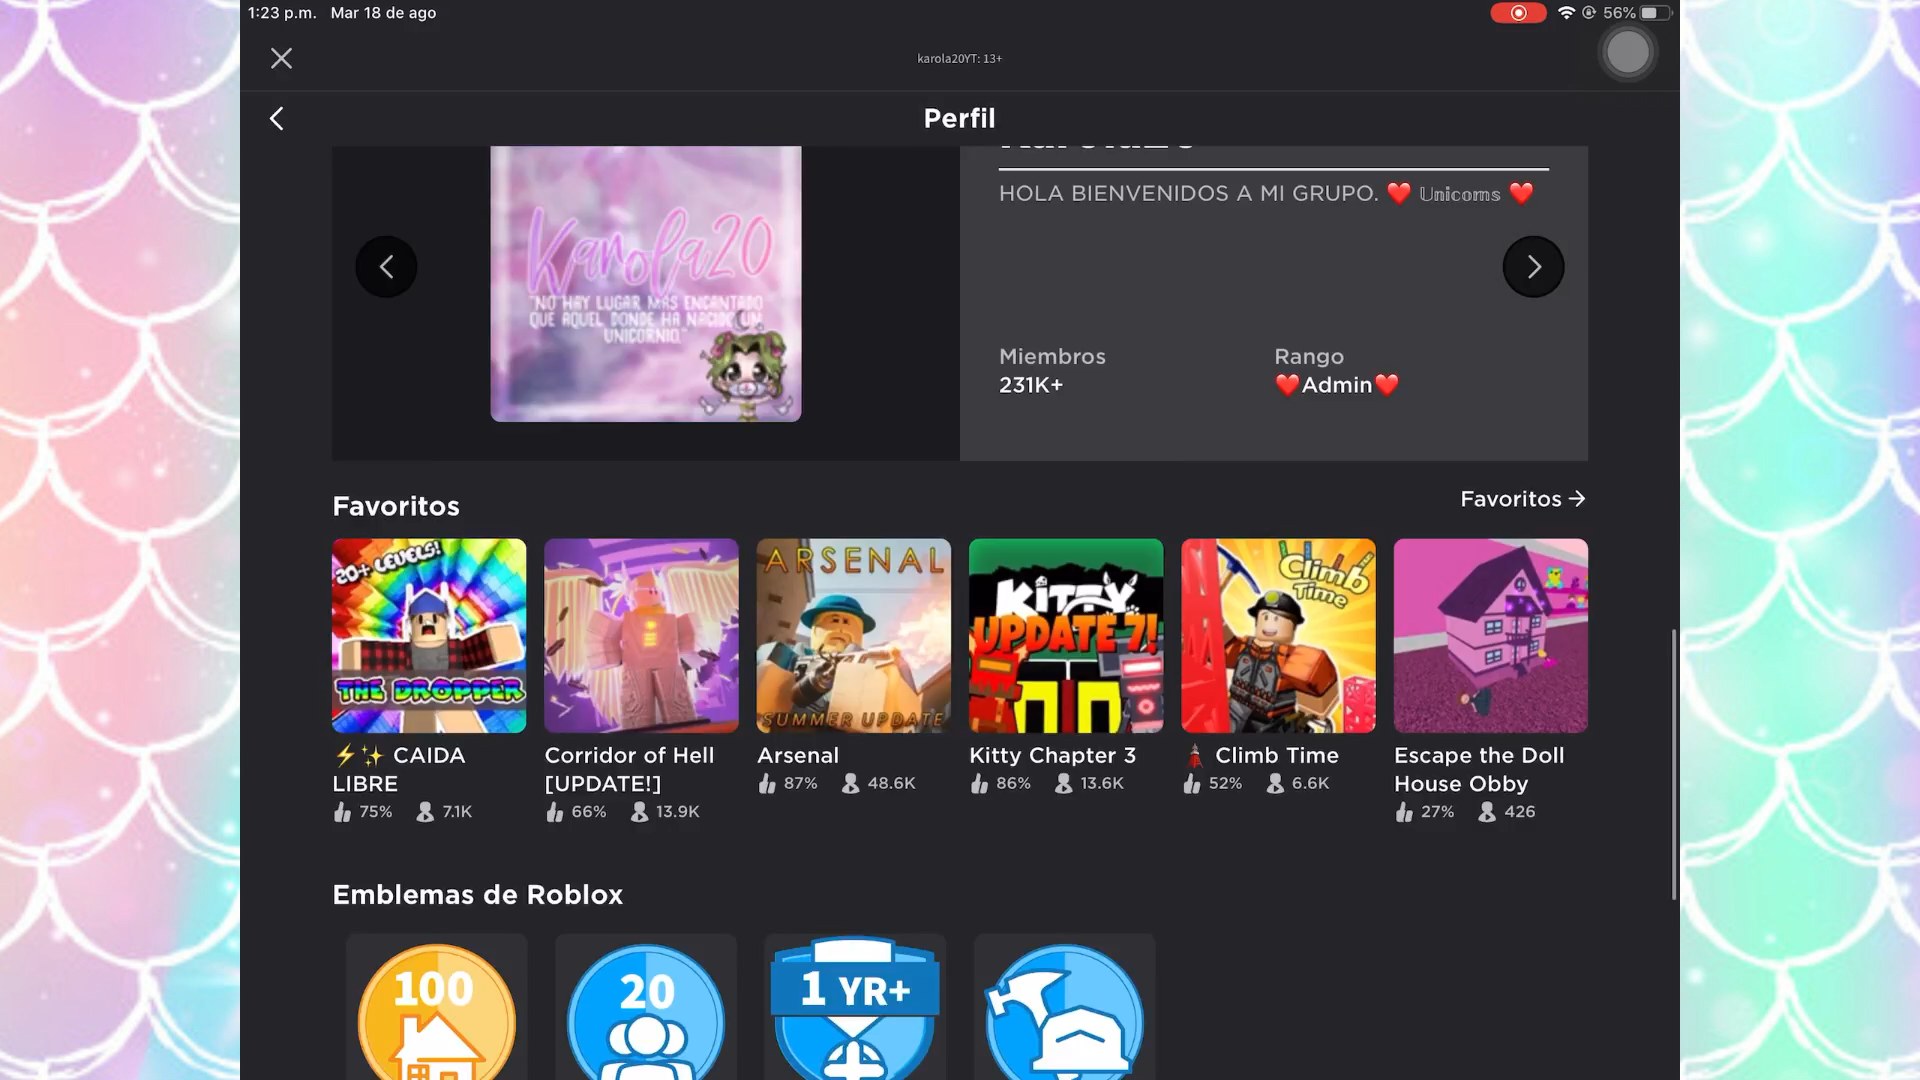 1:23 p.m. Mar 18 de ago
56%
karola20YT: 13+
Perfil
Karola20
"NO HAY LUGAR MÁS ENCANTADO
QUE AQUEL DONDE HA NACIDO UN
UNICORNIO."
HOLA BIENVENIDOS A MI GRUPO. ❤️ 𝕌𝕟𝕚𝕔𝕠𝕣𝕟𝕤 ❤️
Miembros
231K+
Rango
❤️Admin❤️
Favoritos
Favoritos →
20+ LEVELS!
THE DROPPER
ARSENAL
SUMMER UPDATE
KITTY
UPDATE 7!
Climb
Time
⚡✨ CAIDA
LIBRE
75% 7.1K
Corridor of Hell
[UPDATE!]
66% 13.9K
Arsenal
87% 48.6K
Kitty Chapter 3
86% 13.6K
🗼 Climb Time
52% 6.6K
Escape the Doll
House Obby
27% 426
Emblemas de Roblox
100
20
1 YR+